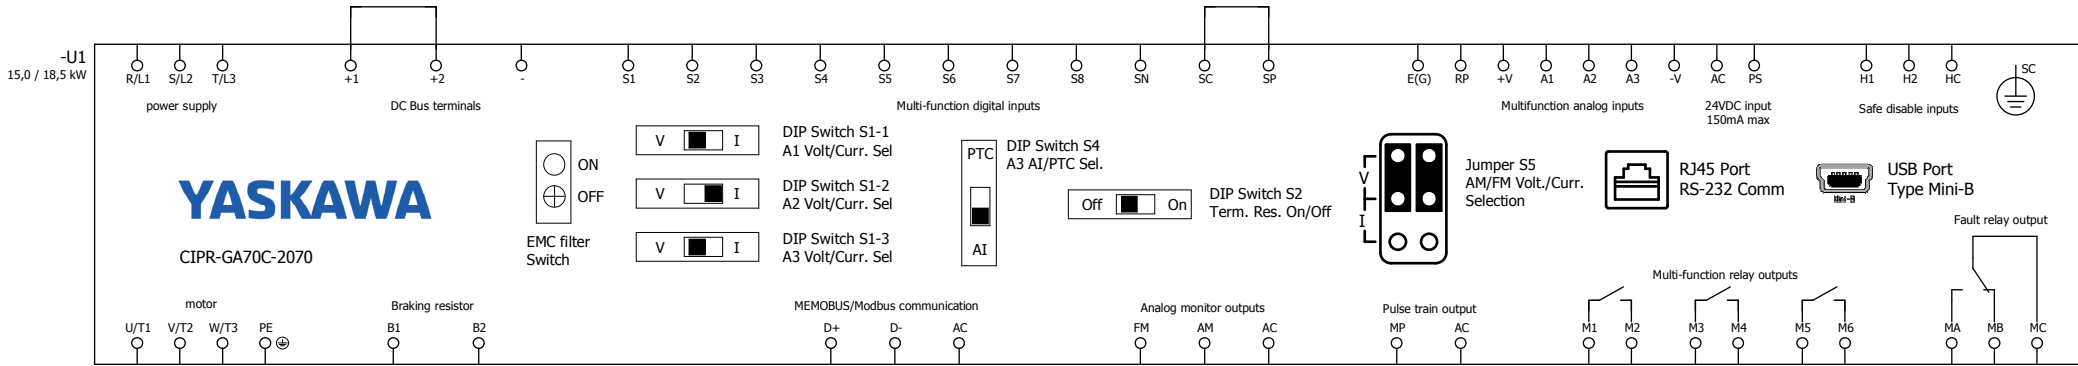 -U1
15,0 / 18,5 kW
R/L1 S/L2 T/L3 +1 +2 - S1 S2 S3 S4 S5 S6 S7 S8 SN SC SP E(G) RP +V A1 A2 A3 -V AC PS H1 H2 HC SC
power supply DC Bus terminals Multi-function digital inputs Multifunction analog inputs 24VDC input Safe disable inputs
150mA max
ON
OFF
EMC filter
Switch
V I DIP Switch S1-1
A1 Volt/Curr. Sel
V I DIP Switch S1-2
A2 Volt/Curr. Sel
V I DIP Switch S1-3
A3 Volt/Curr. Sel
PTC DIP Switch S4
A3 AI/PTC Sel.
AI
Off On DIP Switch S2
Term. Res. On/Off
V
I
Jumper S5
AM/FM Volt./Curr.
Selection
RJ45 Port
RS-232 Comm
Mini-B
USB Port
Type Mini-B
YASKAWA
CIPR-GA70C-2070
Fault relay output
Multi-function relay outputs
motor Braking resistor MEMOBUS/Modbus communication Analog monitor outputs Pulse train output
U/T1 V/T2 W/T3 PE B1 B2 D+ D- AC FM AM AC MP AC M1 M2 M3 M4 M5 M6 MA MB MC